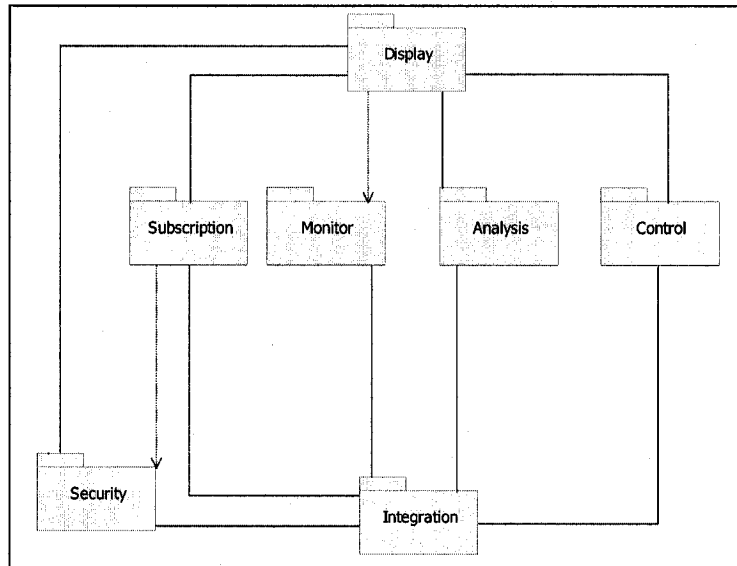 Display
Subscription
Monitor
Analysis
Control
Security
Integration